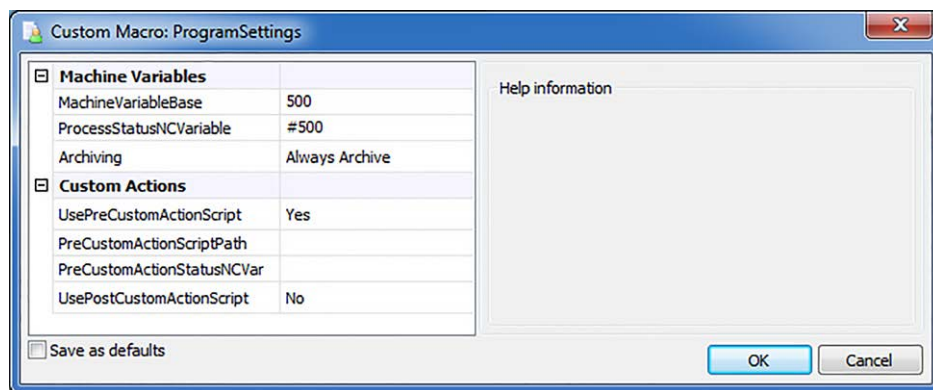 Custom Macro: ProgramSettings
Machine Variables
MachineVariableBase 500
ProcessStatusNCVariable #500
Archiving Always Archive
Custom Actions
UsePreCustomActionScript Yes
PreCustomActionScriptPath
PreCustomActionStatusNCVar
UsePostCustomActionScript No
Help information
Save as defaults
OK Cancel